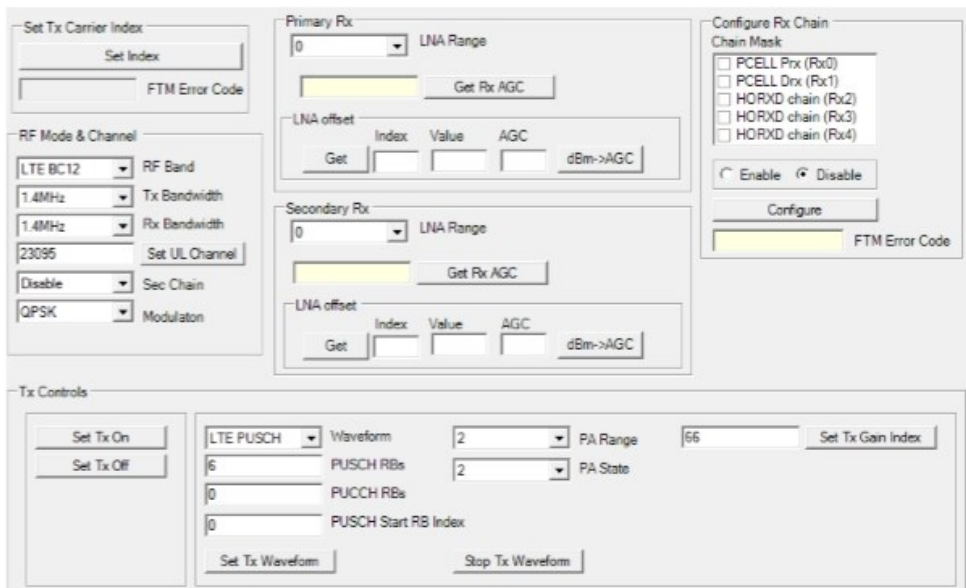 Set Tx Carrier Index
Set Index
FTM Error Code
RF Mode & Channel
LTE BC12 RF Band
1.4MHz Tx Bandwidth
1.4MHz Rx Bandwidth
23095 Set UL Channel
Disable Sec Chain
QPSK Modulaton
Primary Rx
0 LNA Range
Get Rx AGC
LNA offset
Index Value AGC
Get dBm->AGC
Secondary Rx
0 LNA Range
Get Rx AGC
LNA offset
Index Value AGC
Get dBm->AGC
Configure Rx Chain
Chain Mask
PCELL Prx (Rx0)
PCELL Drx (Rx1)
HORXD chain (Rx2)
HORXD chain (Rx3)
HORXD chain (Rx4)
Enable Disable
Configure
FTM Error Code
Tx Controls
Set Tx On
Set Tx Off
LTE PUSCH Waveform 2 PA Range 66 Set Tx Gain Index
6 PUSCH RBs 2 PA State
0 PUCCH RBs
0 PUSCH Start RB Index
Set Tx Waveform Stop Tx Waveform